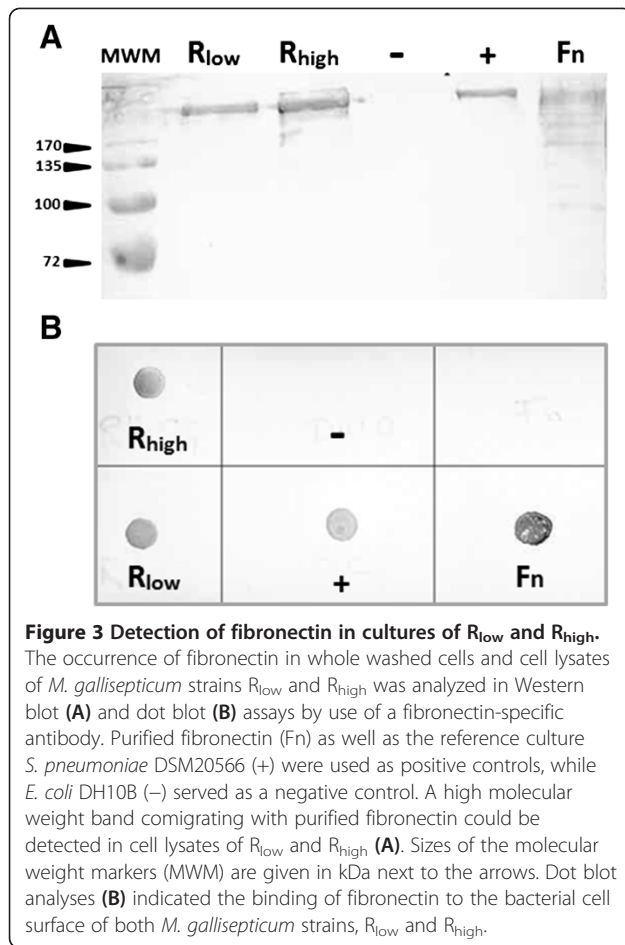 A
MWM Rlow Rhigh - + Fn
170
135
100
72
B
Rhigh -
Rlow + Fn
Figure 3 Detection of fibronectin in cultures of Rlow and Rhigh.
The occurrence of fibronectin in whole washed cells and cell lysates
of M. gallisepticum strains Rlow and Rhigh was analyzed in Western
blot (A) and dot blot (B) assays by use of a fibronectin-specific
antibody. Purified fibronectin (Fn) as well as the reference culture
S. pneumoniae DSM20566 (+) were used as positive controls, while
E. coli DH10B (−) served as a negative control. A high molecular
weight band comigrating with purified fibronectin could be
detected in cell lysates of Rlow and Rhigh (A). Sizes of the molecular
weight markers (MWM) are given in kDa next to the arrows. Dot blot
analyses (B) indicated the binding of fibronectin to the bacterial cell
surface of both M. gallisepticum strains, Rlow and Rhigh.